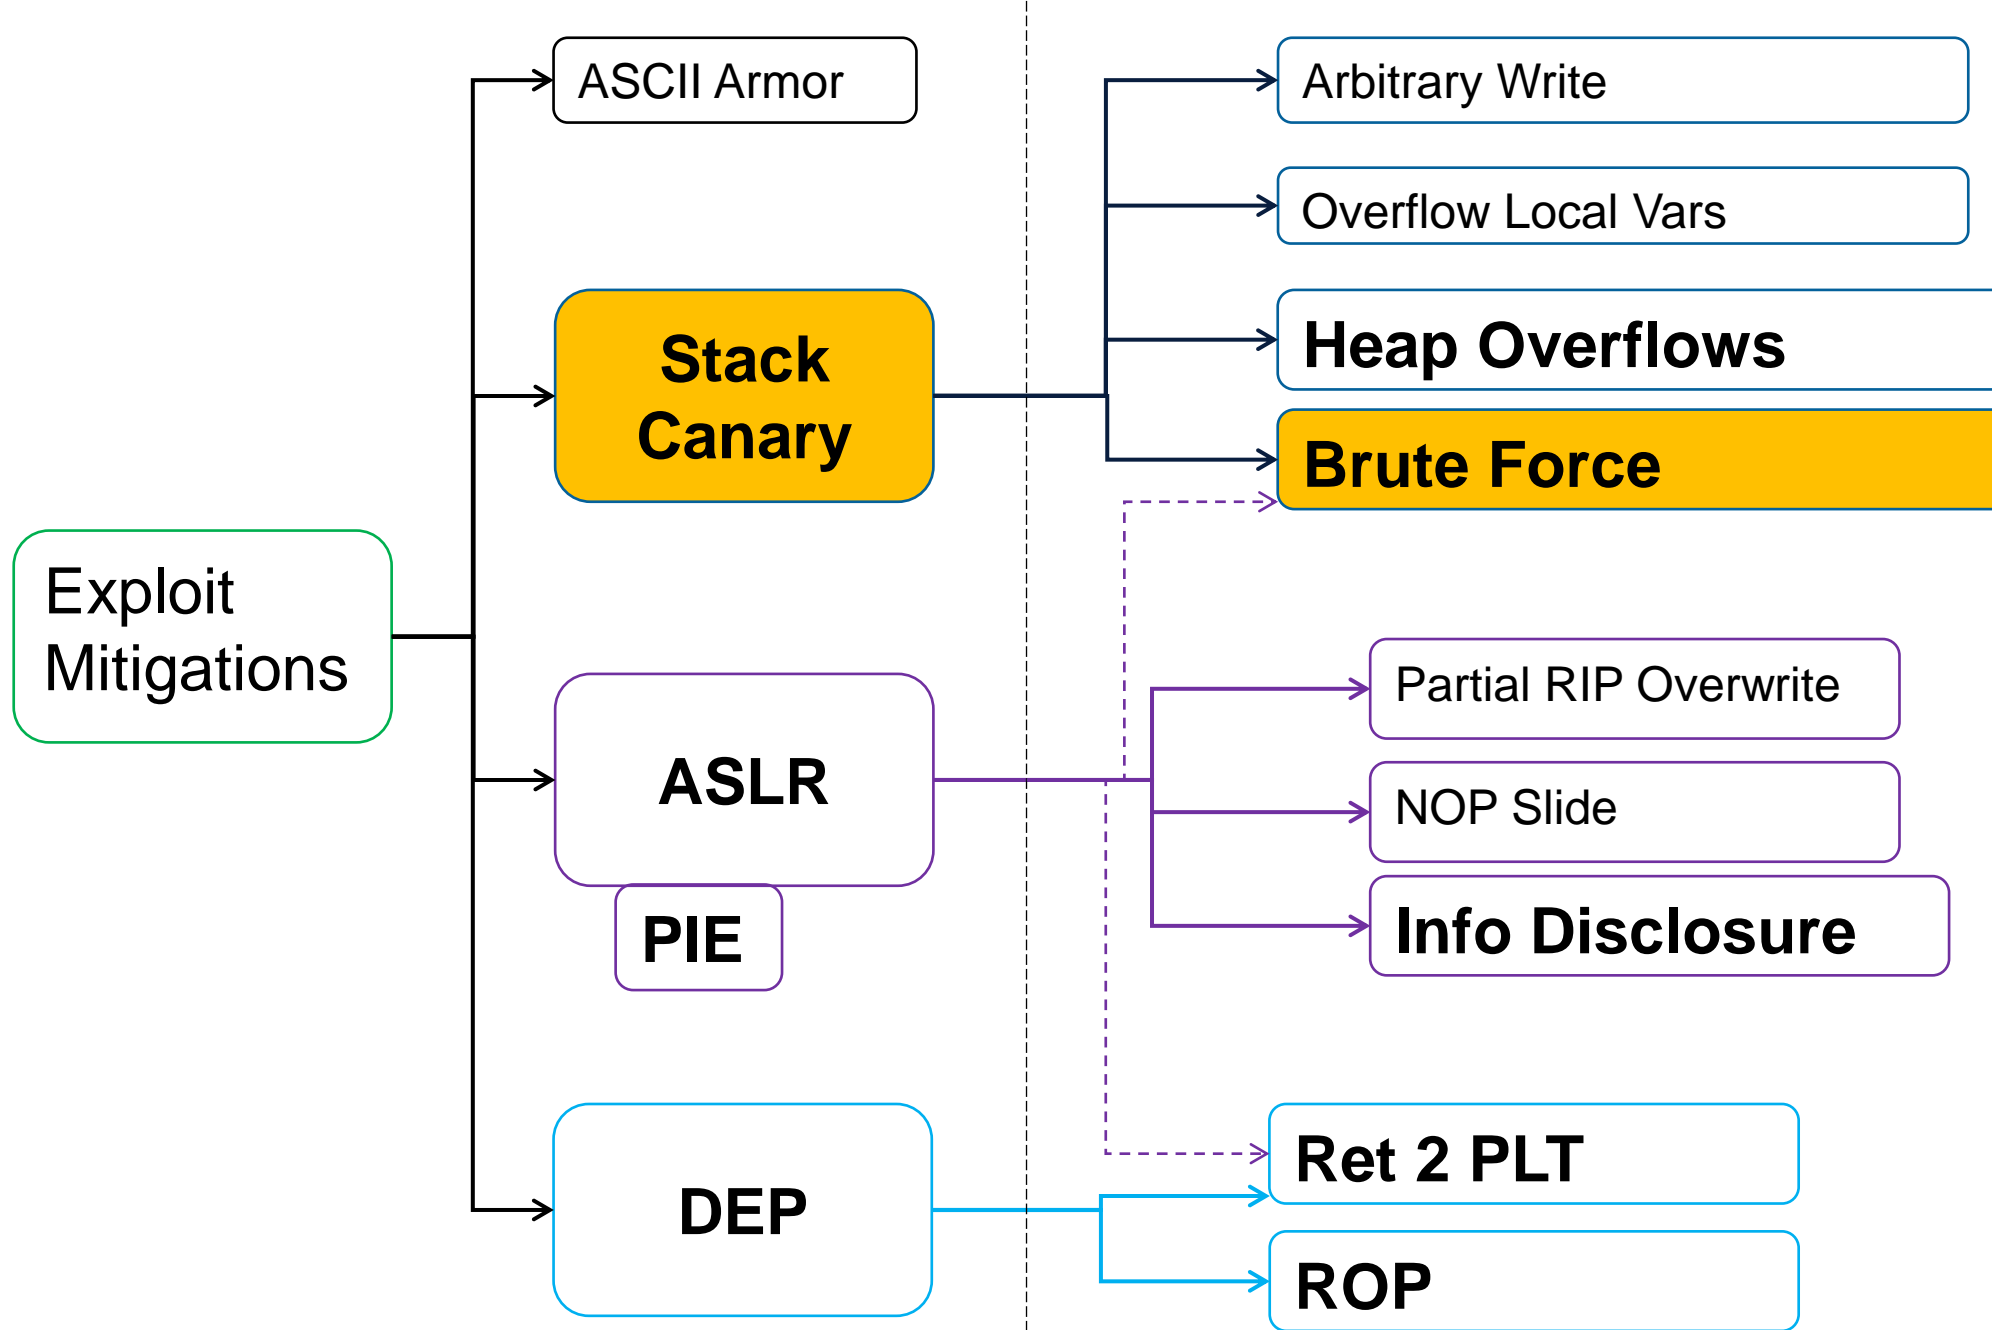 ASCII Armor
Arbitrary Write
Overflow Local Vars
Stack
Canary
Heap Overflows
Brute Force
Exploit
Mitigations
Partial RIP Overwrite
ASLR
NOP Slide
PIE
Info Disclosure
Ret 2 PLT
DEP
ROP